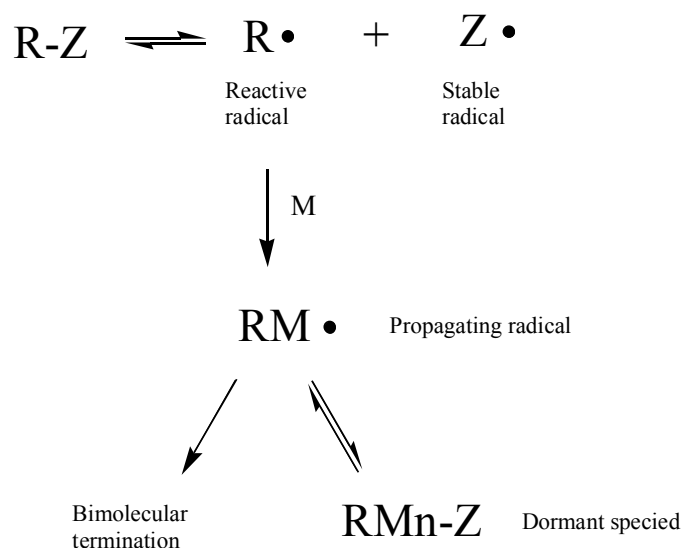 R-Z R• + Z•
Reactive
radical
Stable
radical
M
RM• Propagating radical
Bimolecular
termination
RMn-Z Dormant specied